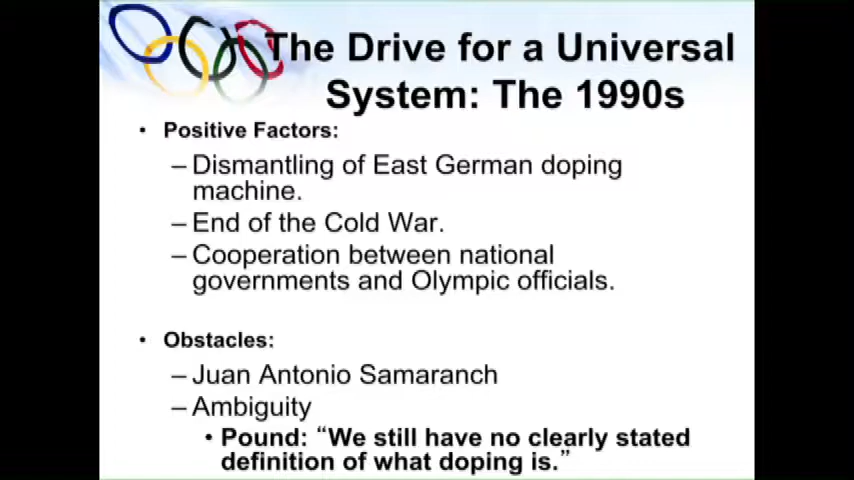 The Drive for a Universal
System: The 1990s
• Positive Factors:
– Dismantling of East German doping
machine.
– End of the Cold War.
– Cooperation between national
governments and Olympic officials.
• Obstacles:
– Juan Antonio Samaranch
– Ambiguity
• Pound: “We still have no clearly stated
definition of what doping is.”